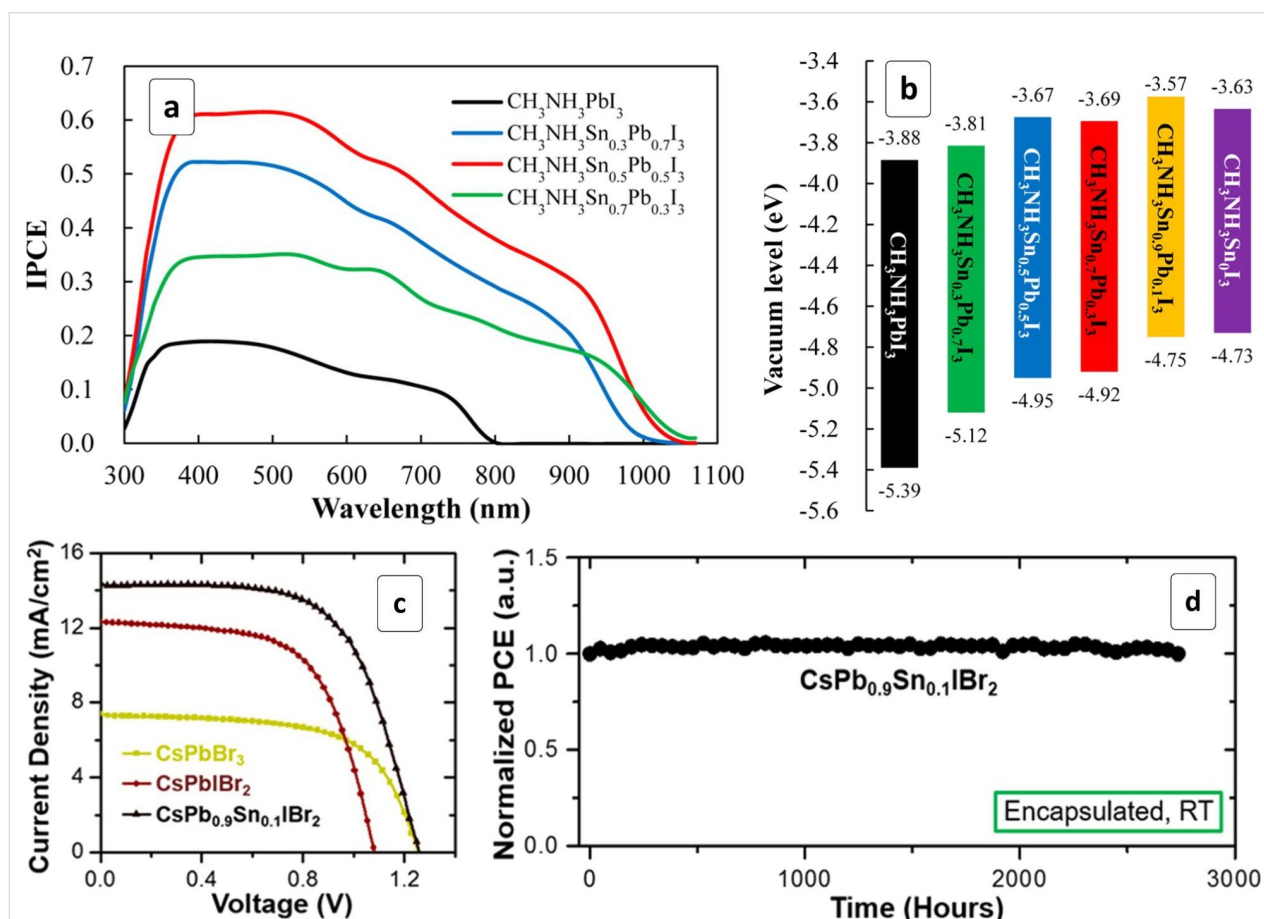 a
0.7
0.6
0.5
0.4
0.3
0.2
0.1
0.0
IPCE
300 400 500 600 700 800 900 1000 1100
Wavelength (nm)
CH₃NH₃PbI₃
CH₃NH₃Sn₀.₃Pb₀.₇I₃
CH₃NH₃Sn₀.₅Pb₀.₅I₃
CH₃NH₃Sn₀.₇Pb₀.₃I₃
b
-3.4
-3.6
-3.8
-4.0
-4.2
-4.4
-4.6
-4.8
-5.0
-5.2
-5.4
-5.6
Vacuum level (eV)
-3.88
CH₃NH₃PbI₃
-5.39
-3.81
CH₃NH₃Sn₀.₃Pb₀.₇I₃
-5.12
-3.67
CH₃NH₃Sn₀.₅Pb₀.₅I₃
-4.95
-3.69
CH₃NH₃Sn₀.₇Pb₀.₃I₃
-4.92
-3.57
CH₃NH₃Sn₀.₉Pb₀.₁I₃
-4.75
-3.63
CH₃NH₃Sn₀I₃
-4.73
c
16
12
8
4
0
Current Density (mA/cm²)
0.0 0.4 0.8 1.2
Voltage (V)
CsPbBr₃
CsPbIBr₂
CsPb₀.₉Sn₀.₁IBr₂
d
1.5
1.0
0.5
0.0
Normalized PCE (a.u.)
CsPb₀.₉Sn₀.₁IBr₂
Encapsulated, RT
0 1000 2000 3000
Time (Hours)